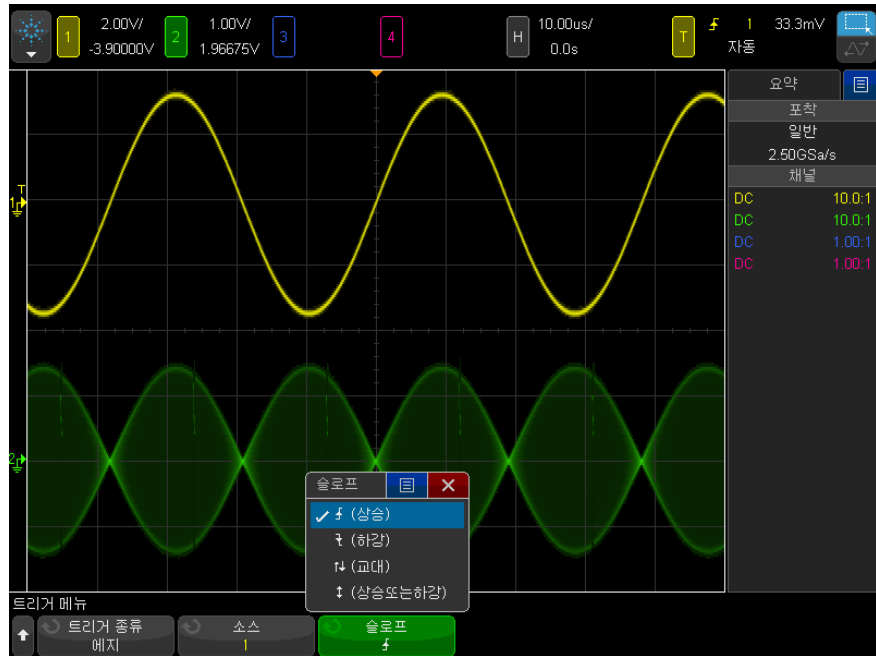 1 2.00V/ -3.90000V
2 1.00V/ 1.96675V
3
4
H 10.00us/ 0.0s
T 1 33.3mV
자동
요약
포착
일반
2.50GSa/s
채널
DC 10.0:1
DC 10.0:1
DC 1.00:1
DC 1.00:1
T
1
2
슬로프
(상승)
(하강)
(교대)
(상승또는하강)
트리거 메뉴
트리거 종류
에지
소스
1
슬로프